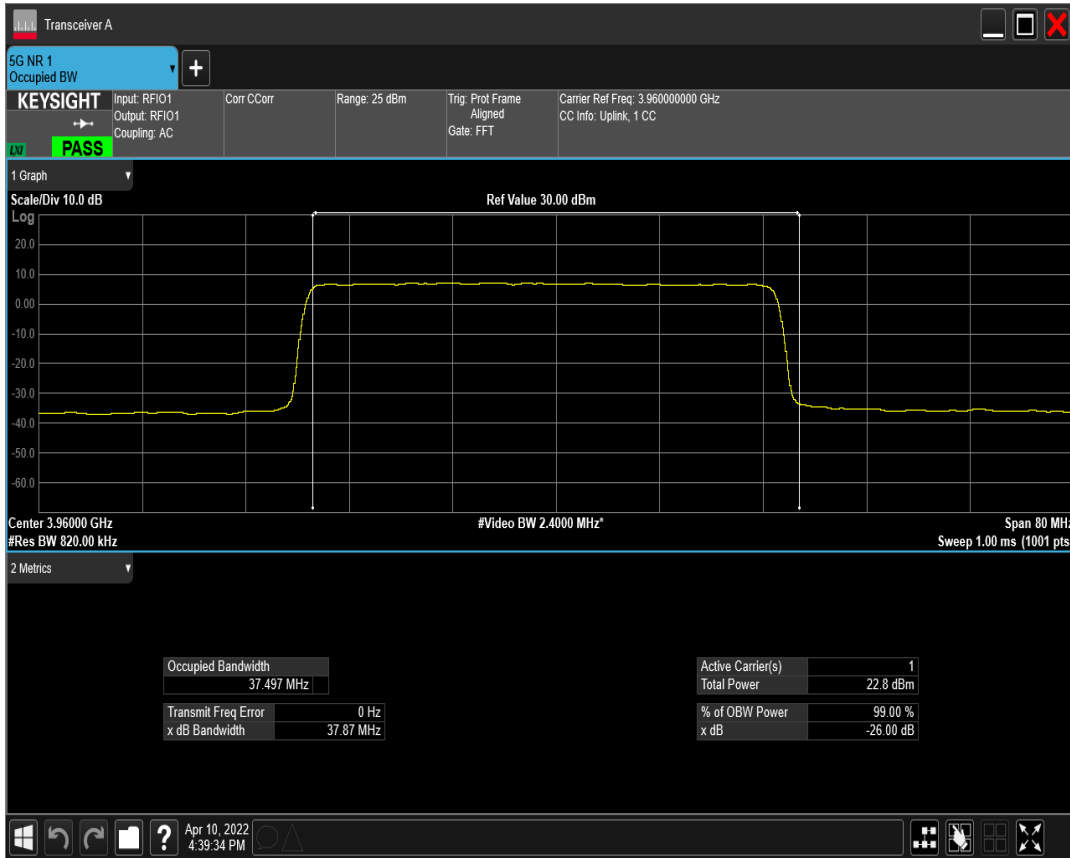 Transceiver A
5G NR 1
Occupied BW
KEYSIGHT
LXI
PASS
Input: RFIO1
Output: RFIO1
Coupling: AC
Corr CCorr
Range: 25 dBm
Trig: Prot Frame
Aligned
Gate: FFT
Carrier Ref Freq: 3.960000000 GHz
CC Info: Uplink, 1 CC
1 Graph
Scale/Div 10.0 dB
Ref Value 30.00 dBm
Log
20.0
10.0
0.00
-10.0
-20.0
-30.0
-40.0
-50.0
-60.0
Center 3.96000 GHz
#Video BW 2.4000 MHz*
Span 80 MHz
#Res BW 820.00 kHz
Sweep 1.00 ms (1001 pts
2 Metrics
Occupied Bandwidth
37.497 MHz
Transmit Freq Error 0 Hz
x dB Bandwidth 37.87 MHz
Active Carrier(s) 1
Total Power 22.8 dBm
% of OBW Power 99.00 %
x dB -26.00 dB
?
Apr 10, 2022
4:39:34 PM